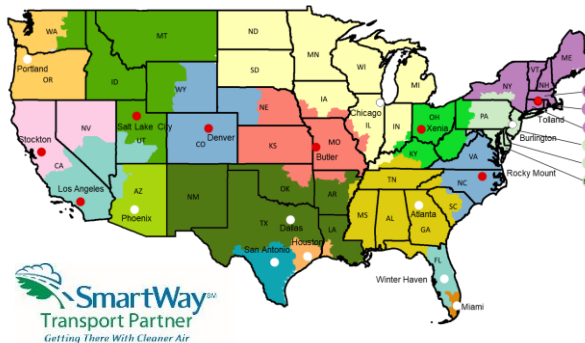 WA
MT
ND
MN
ME
VT
NH
Portland
OR
ID
SD
WI
MI
NY
WY
Tolland
IA
NE
Chicago
PA
Burlington
NV
Salt Lake City
OH
Stockton
UT
Denver
CO
IL
IN
Xenia
CA
KS
MO
Butler
KY
VA
Los Angeles
AZ
OK
TN
NC
Rocky Mount
Phoenix
NM
AR
SC
Atlanta
TX
Dallas
MS
AL
GA
LA
San Antonio
Houston
FL
Winter Haven
Miami
SmartWay SM
Transport Partner
Getting There With Cleaner Air